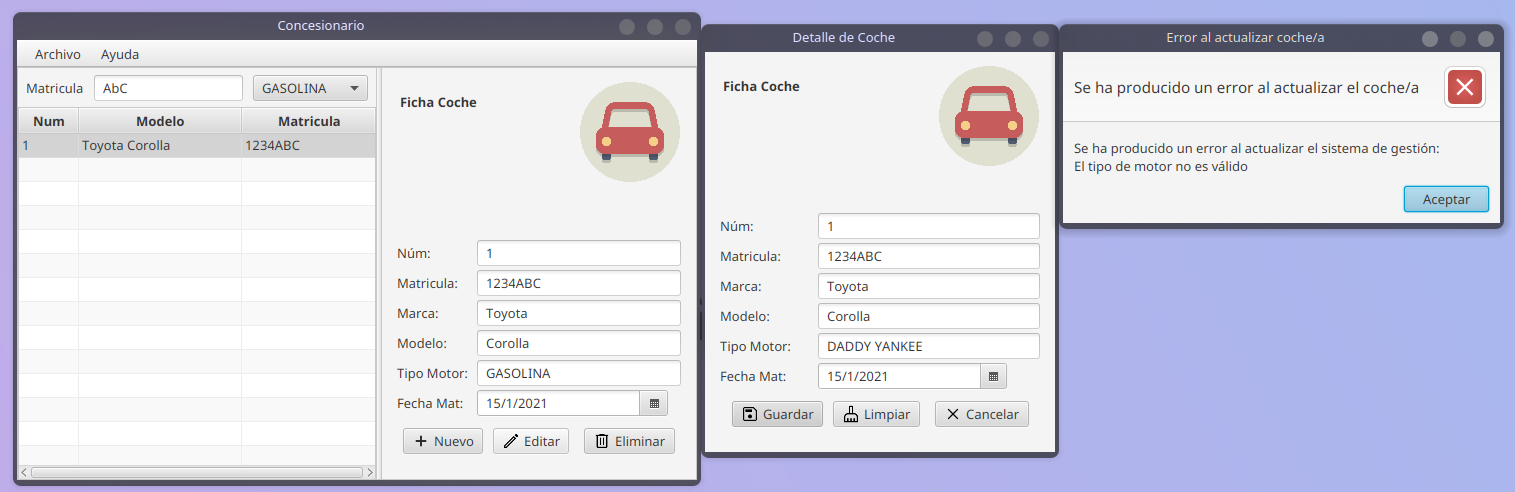 Concesionario
Archivo Ayuda
Matricula AbC GASOLINA
Num Modelo Matricula
1 Toyota Corolla 1234ABC
Ficha Coche
Núm: 1
Matricula: 1234ABC
Marca: Toyota
Modelo: Corolla
Tipo Motor: GASOLINA
Fecha Mat: 15/1/2021
Nuevo Editar Eliminar
Detalle de Coche
Ficha Coche
Núm: 1
Matricula: 1234ABC
Marca: Toyota
Modelo: Corolla
Tipo Motor: DADDY YANKEE
Fecha Mat: 15/1/2021
Guardar Limpiar Cancelar
Error al actualizar coche/a
Se ha producido un error al actualizar el coche/a
Se ha producido un error al actualizar el sistema de gestión:
El tipo de motor no es válido
Aceptar